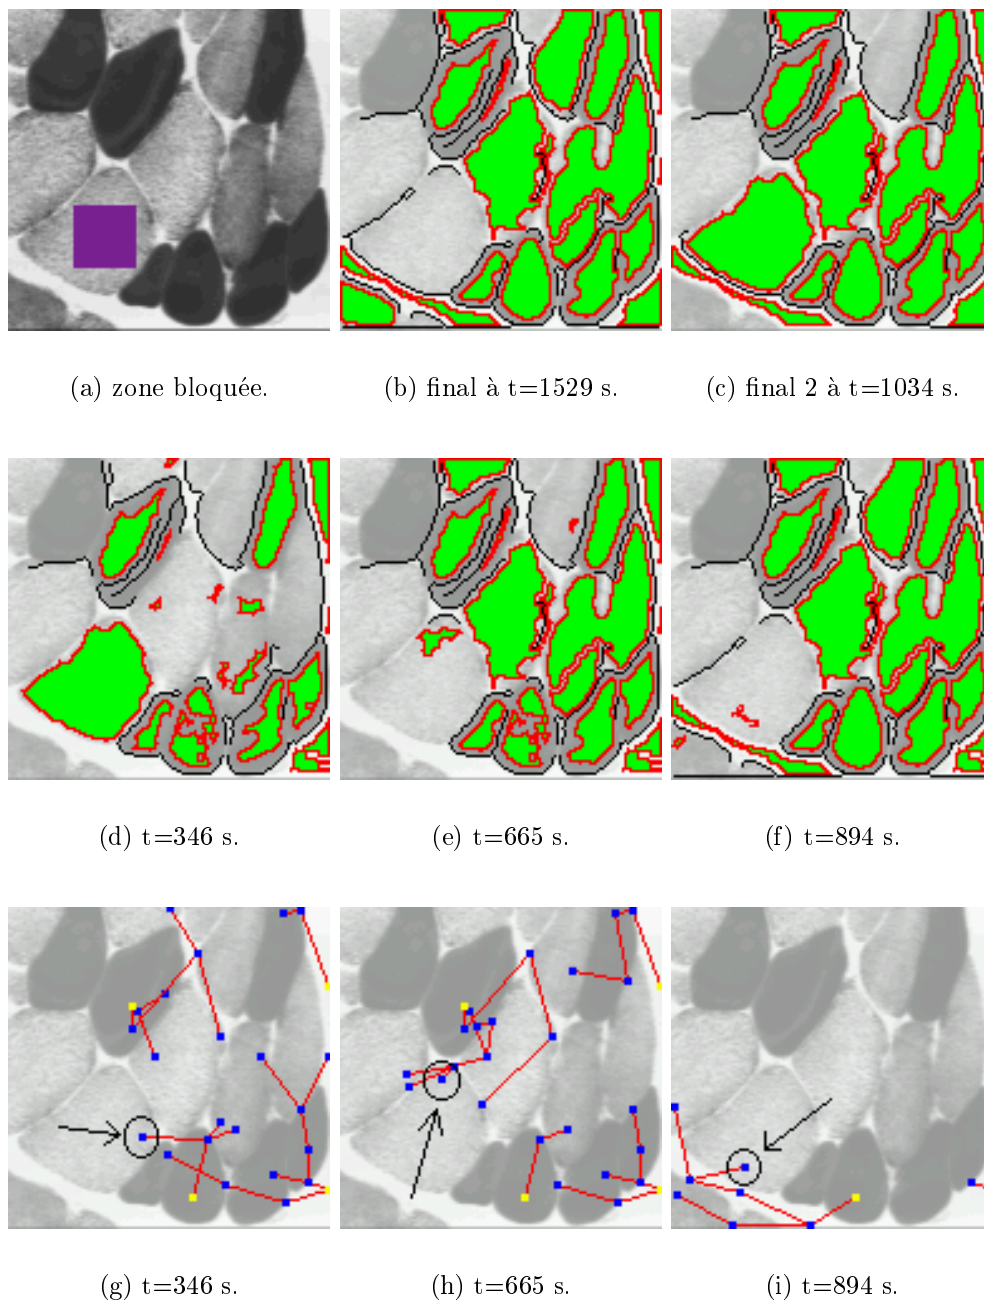 (a) zone bloquée.
(b) final à t=1529 s.
(c) final 2 à t=1034 s.
(d) t=346 s.
(e) t=665 s.
(f) t=894 s.
(g) t=346 s.
(h) t=665 s.
(i) t=894 s.